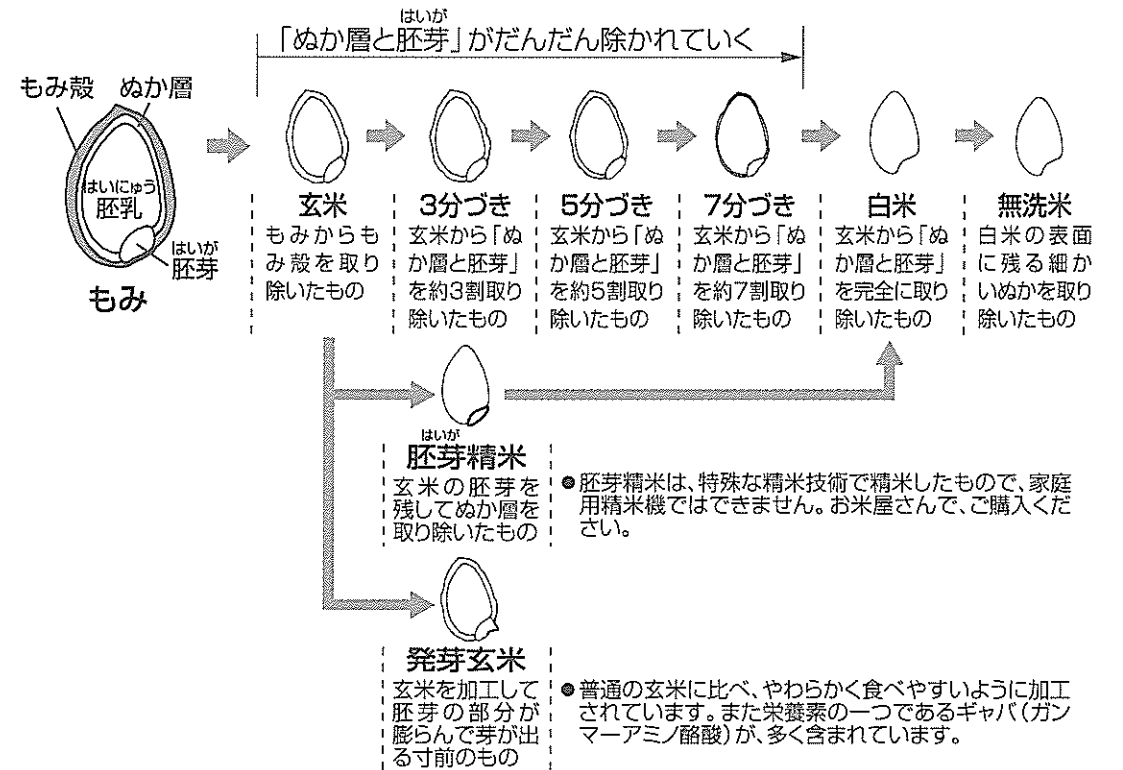 「ぬか層と胚芽」がだんだん除かれていく
はいが
もみ殻
ぬか層
はいにゅう
胚乳
はいが
胚芽
もみ
玄米
もみからも
み殻を取り
除いたもの
3分づき
玄米から「ぬ
か層と胚芽」
を約3割取り
除いたもの
5分づき
玄米から「ぬ
か層と胚芽」
を約5割取り
除いたもの
7分づき
玄米から「ぬ
か層と胚芽」
を約7割取り
除いたもの
白米
玄米から「ぬ
か層と胚芽」
を完全に取り
除いたもの
無洗米
白米の表面
に残る細か
いぬかを取り
除いたもの
はいが
胚芽精米
玄米の胚芽を
残してぬか層を
取り除いたもの
●胚芽精米は、特殊な精米技術で精米したもので、家庭
用精米機ではできません。お米屋さんで、ご購入くだ
さい。
発芽玄米
玄米を加工して
胚芽の部分が
膨らんで芽が出
る寸前のもの
●普通の玄米に比べ、やわらかく食べやすいように加工
されています。また栄養素の一つであるギャバ(ガン
マーアミノ酪酸)が、多く含まれています。